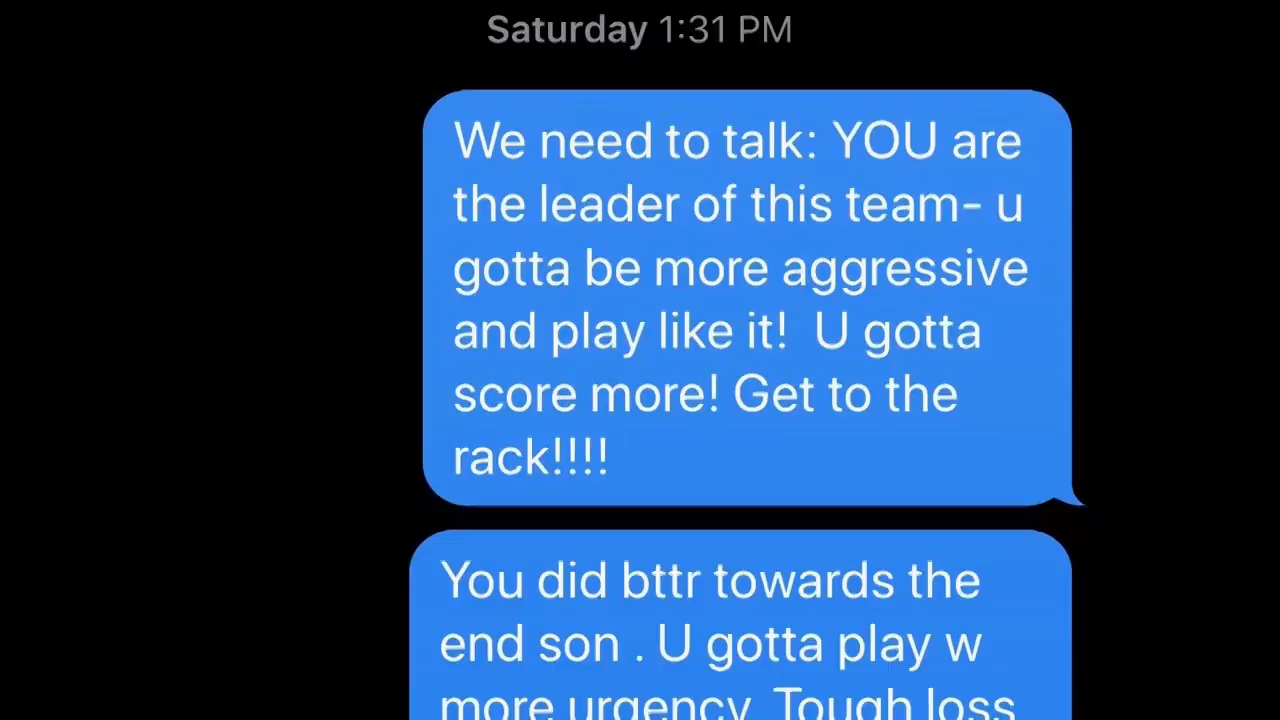 Saturday 1:31 PM
We need to talk: YOU are
the leader of this team- u
gotta be more aggressive
and play like it!  U gotta
score more! Get to the
rack!!!!
You did bttr towards the
end son . U gotta play w
more urgency  Tough loss